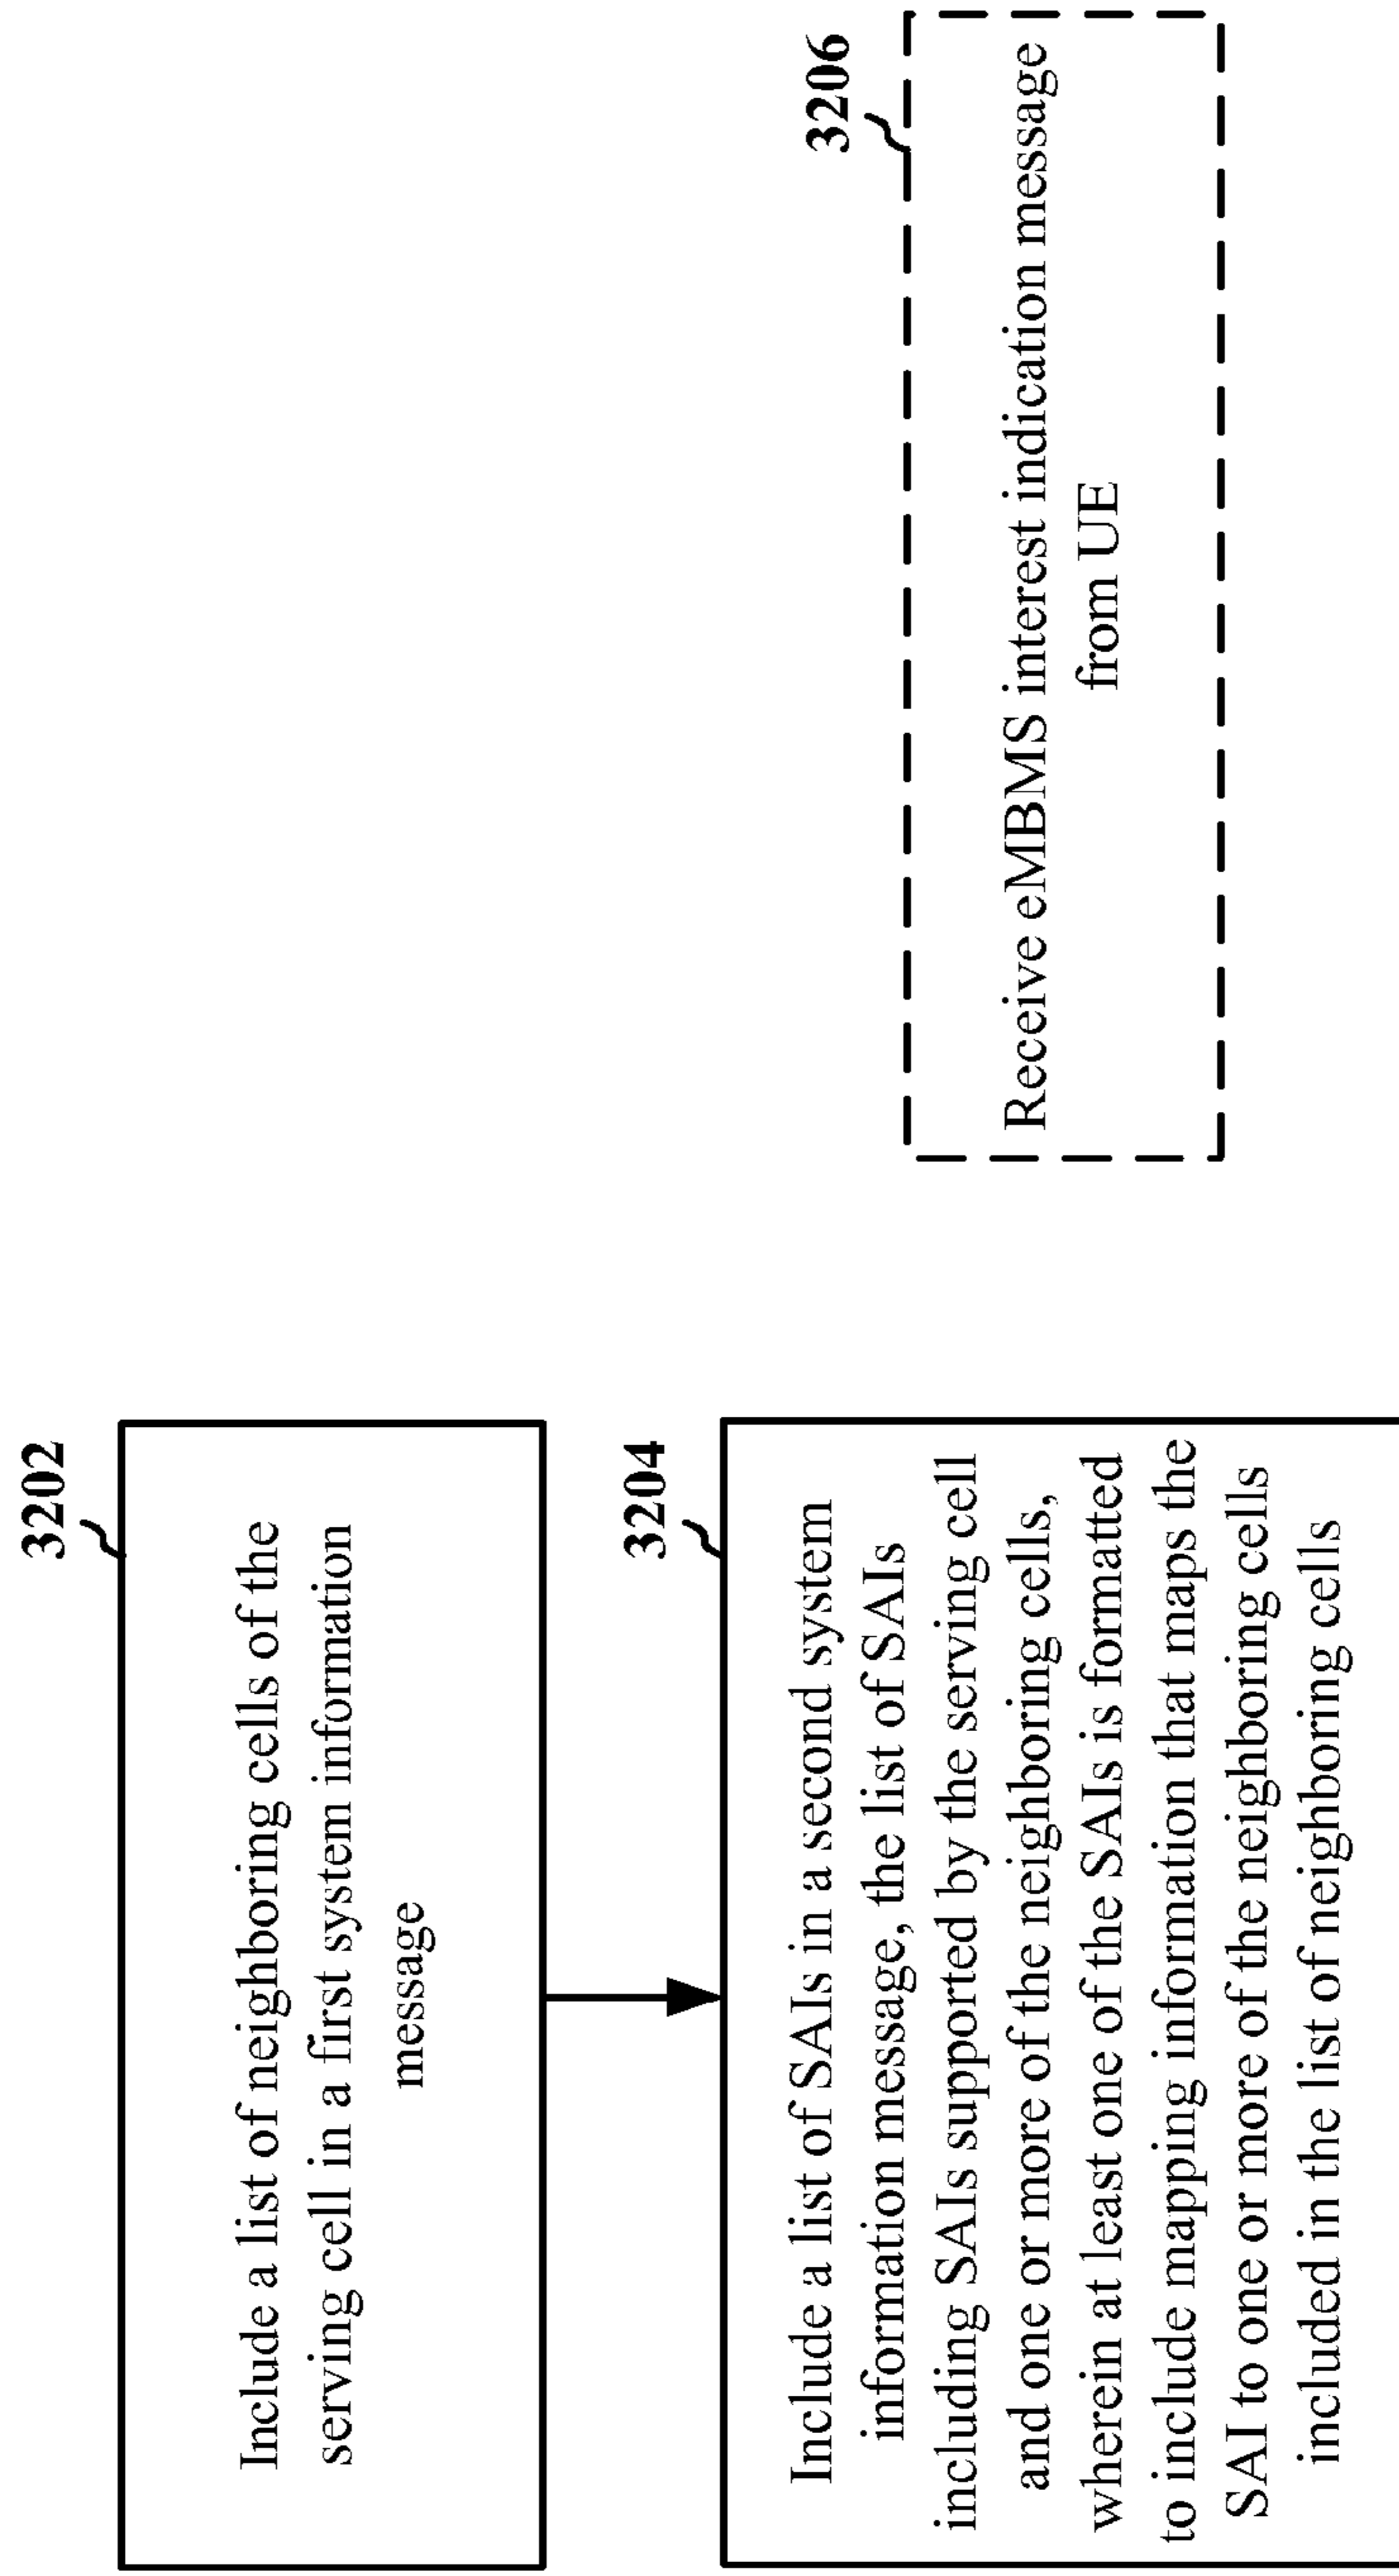 3202
Include a list of neighboring cells of the
serving cell in a first system information
message
3204
Include a list of SAIs in a second system
information message, the list of SAIs
including SAIs supported by the serving cell
and one or more of the neighboring cells,
wherein at least one of the SAIs is formatted
to include mapping information that maps the
SAI to one or more of the neighboring cells
included in the list of neighboring cells
3206
Receive eMBMS interest indication message
from UE